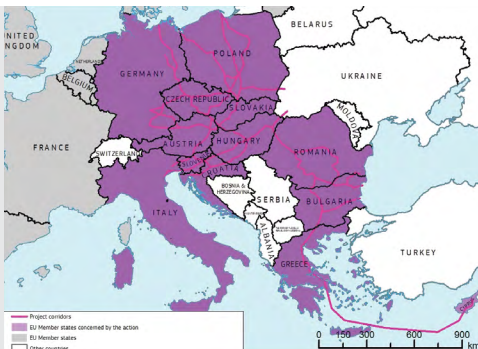 BELARUS
UNITED
KINGDOM
NETHERLANDS
POLAND
GERMANY
BELGIUM
UKRAINE
CZECH REPUBLIC
SLOVAKIA
MOLDOVA
FRANCE
SWITZERLAND
AUSTRIA
HUNGARY
ROMANIA
SLOVENIA
CROATIA
BOSNIA &
HERZEGOVINA
SERBIA
BULGARIA
ITALY
ALBANIA
GREECE
TURKEY
Project corridors
EU Member states concerned by the action
EU Member states
Other countries
0 150 300 600 900
km